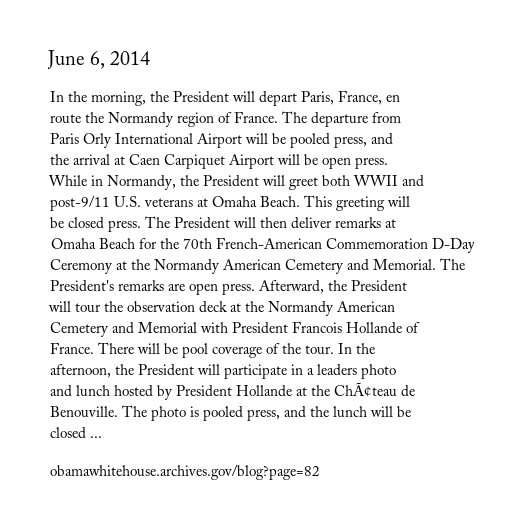 June 6, 2014
In the morning, the President will depart Paris, France, en
route the Normandy region of France. The departure from
Paris Orly International Airport will be pooled press, and
the arrival at Caen Carpiquet Airport will be open press.
While in Normandy, the President will greet both WWII and
post-9/11 U.S. veterans at Omaha Beach. This greeting will
be closed press. The President will then deliver remarks at
Omaha Beach for the 70th French-American Commemoration D-Day
Ceremony at the Normandy American Cemetery and Memorial. The
President's remarks are open press. Afterward, the President
will tour the observation deck at the Normandy American
Cemetery and Memorial with President Francois Hollande of
France. There will be pool coverage of the tour. In the
afternoon, the President will participate in a leaders photo
and lunch hosted by President Hollande at the ChÃ¢teau de
Benouville. The photo is pooled press, and the lunch will be
closed ...
obamawhitehouse.archives.gov/blog?page=82